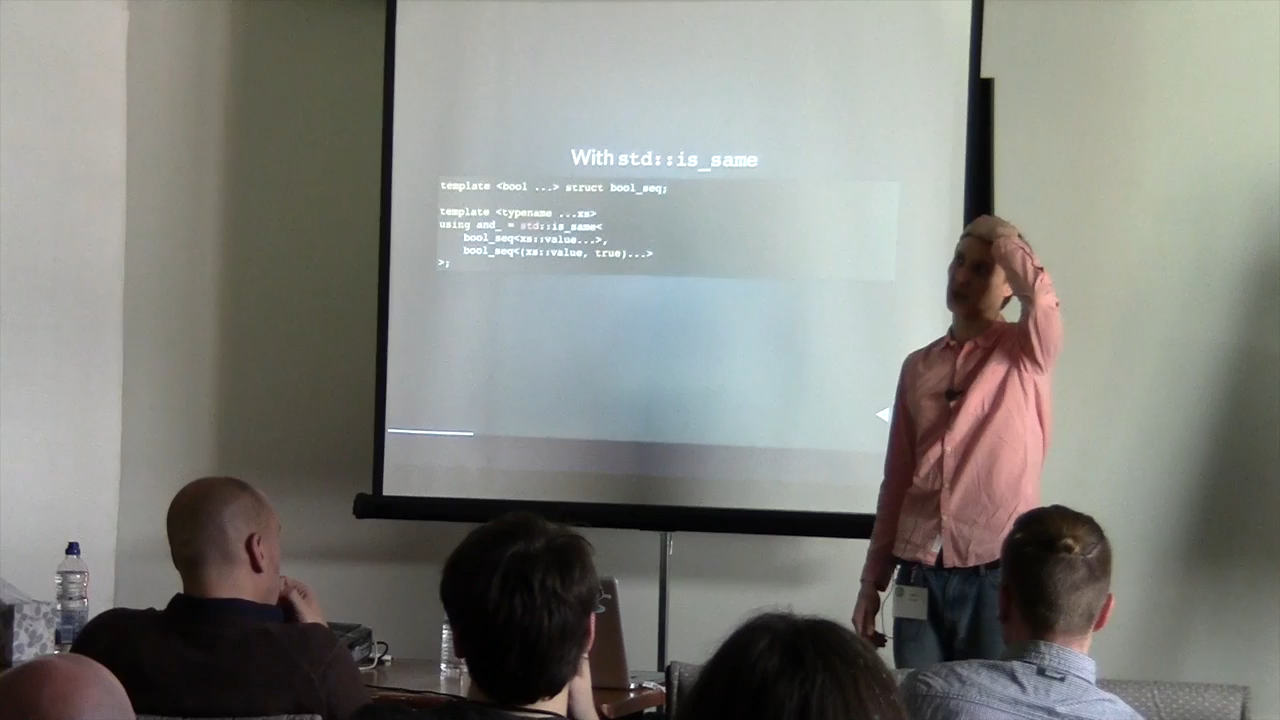 With std::is_same
template <bool ...> struct bool_seq;
template <typename ...xs>
using and_ = std::is_same<
bool_seq<xs::value...>,
bool_seq<(xs::value, true)...>
>;